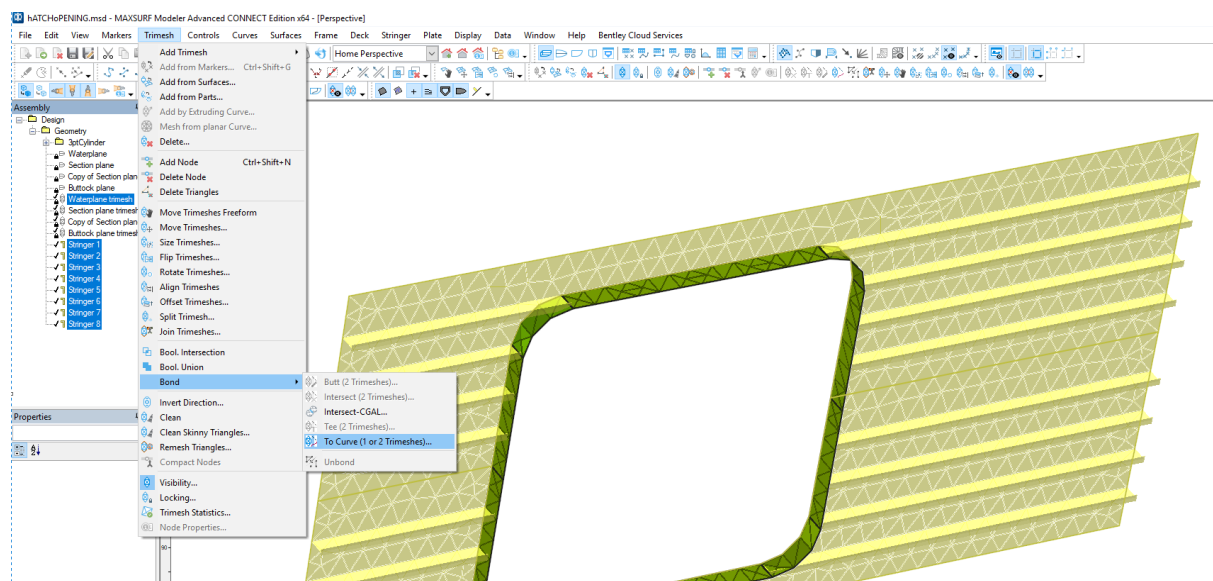 hATCHoPENING.msd - MAXSURF Modeler Advanced CONNECT Edition x64 - [Perspective]
File Edit View Markers Trimesh Controls Curves Surfaces Frame Deck Stringer Plate Display Data Window Help Bentley Cloud Services
Home Perspective
Assembly
Design
Geometry
3ptCylinder
Waterplane
Section plane
Copy of Section plan
Buttock plane
Waterplane trimesh
Section plane trimesh
Copy of Section plan
Buttock plane trimes
Stringer 1
Stringer 2
Stringer 3
Stringer 4
Stringer 5
Stringer 6
Stringer 7
Stringer 8
Properties
Add Trimesh
Add from Markers... Ctrl+Shift+G
Add from Surfaces...
Add from Parts...
Add by Extruding Curve...
Mesh from planar Curve...
Delete...
Add Node Ctrl+Shift+N
Delete Node
Delete Triangles
Move Trimeshes Freeform
Move Trimeshes...
Size Trimeshes...
Flip Trimeshes...
Rotate Trimeshes...
Align Trimeshes
Offset Trimeshes...
Split Trimesh...
Join Trimeshes...
Bool. Intersection
Bool. Union
Bond
Invert Direction...
Clean
Clean Skinny Triangles...
Remesh Triangles...
Compact Nodes
Visibility...
Locking...
Trimesh Statistics...
Node Properties...
Butt (2 Trimeshes)...
Intersect (2 Trimeshes)...
Intersect-CGAL...
Tee (2 Trimeshes)...
To Curve (1 or 2 Trimeshes)...
Unbond
90